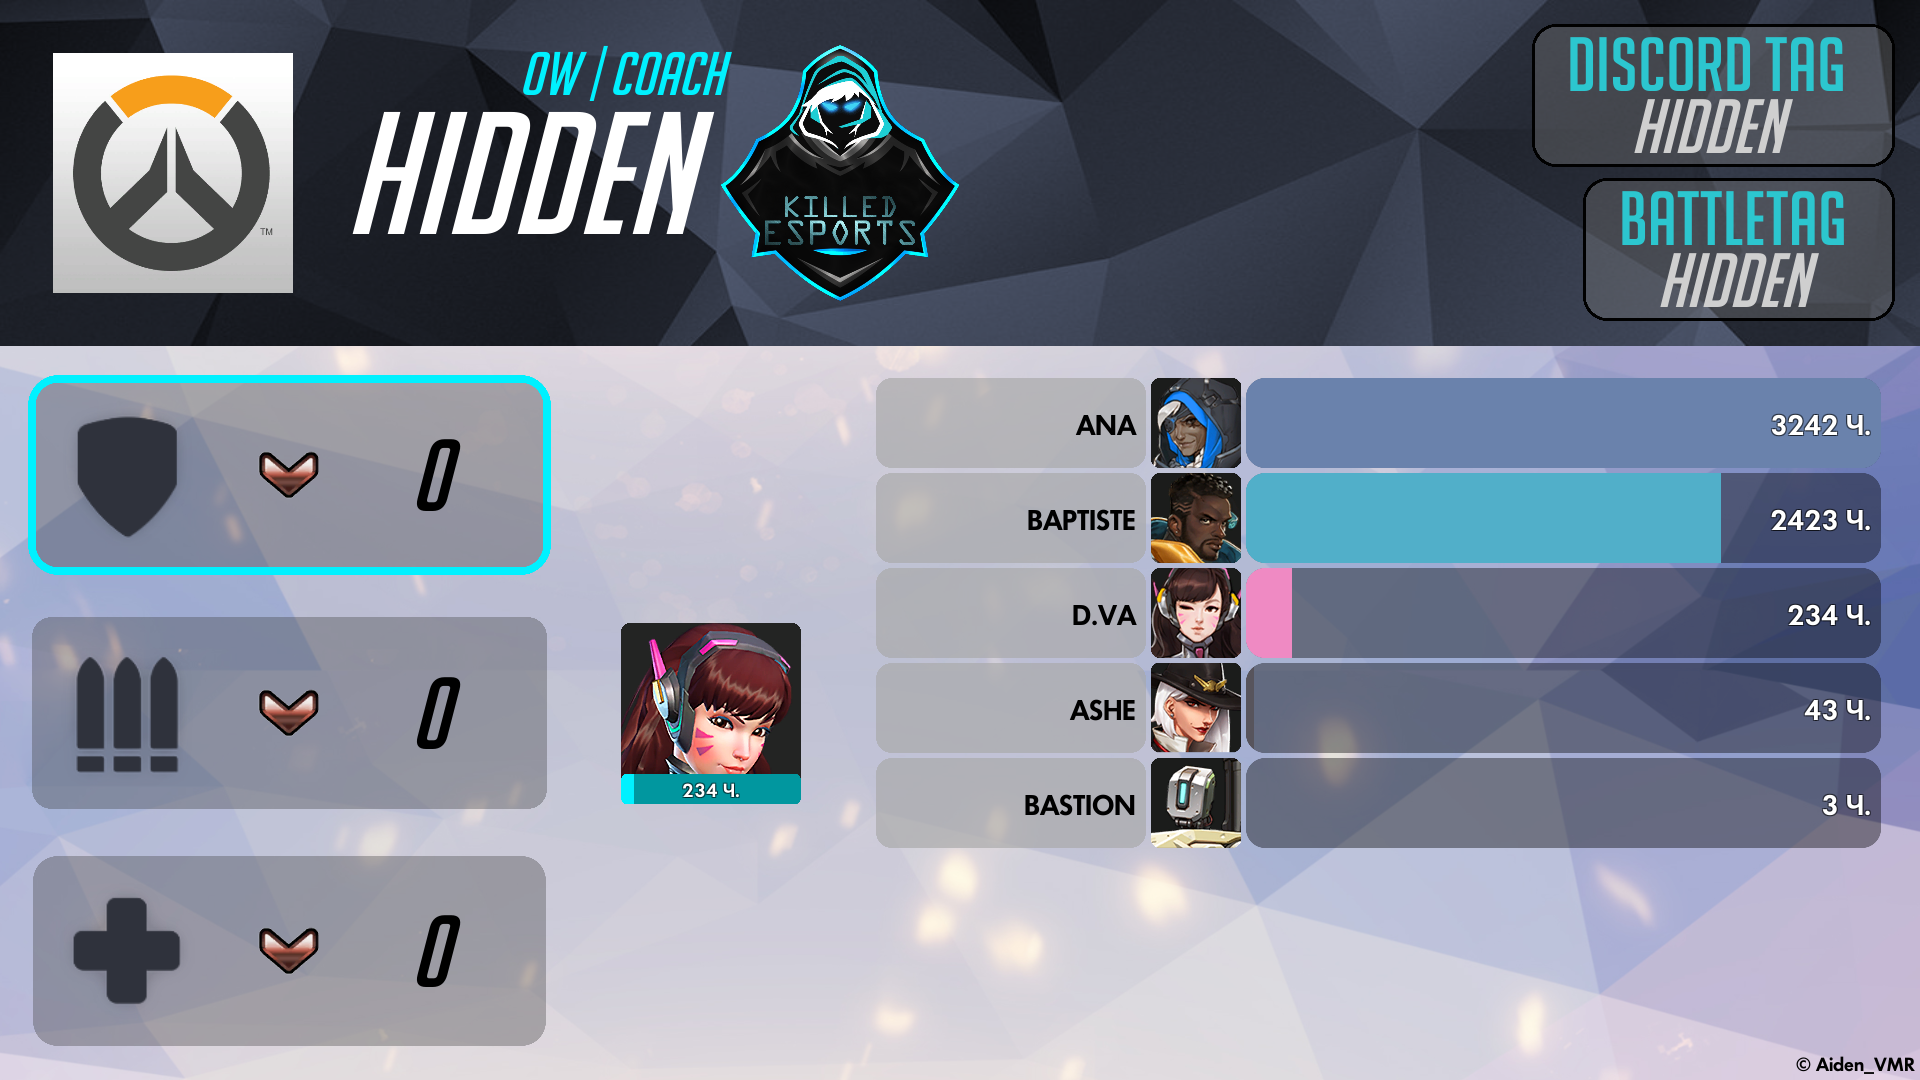 OW | COACH
HIDDEN
KILLED
ESPORTS
TM
DISCORD TAG
HIDDEN
BATTLETAG
HIDDEN
0
0
0
234 Ч.
ANA
3242 Ч.
BAPTISTE
2423 Ч.
D.VA
234 Ч.
ASHE
43 Ч.
BASTION
3 Ч.
© Aiden_VMR